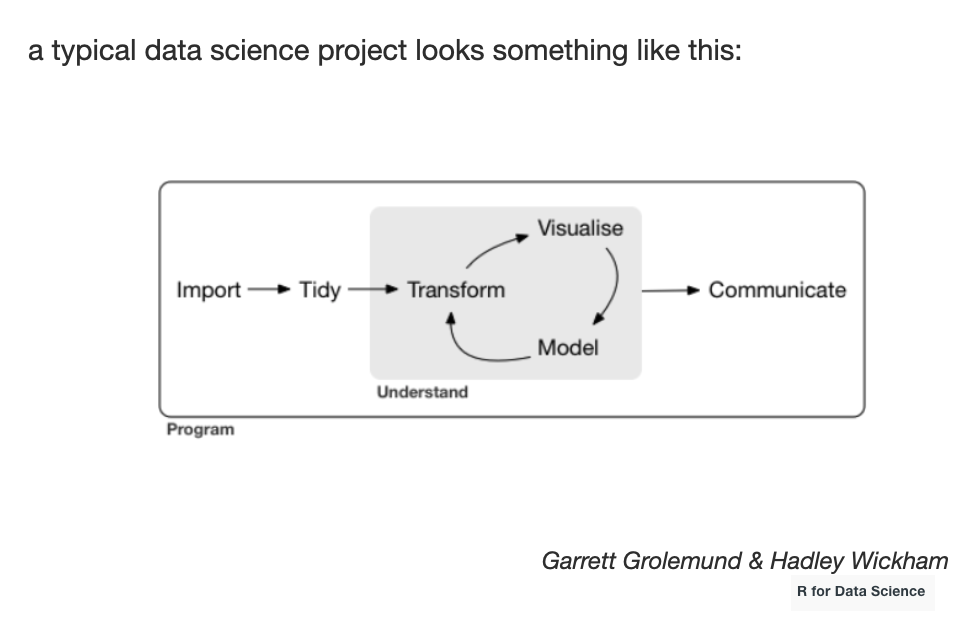 a typical data science project looks something like this:
Visualise
Import Tidy Transform Communicate
Model
Understand
Program
Garrett Grolemund & Hadley Wickham
R for Data Science